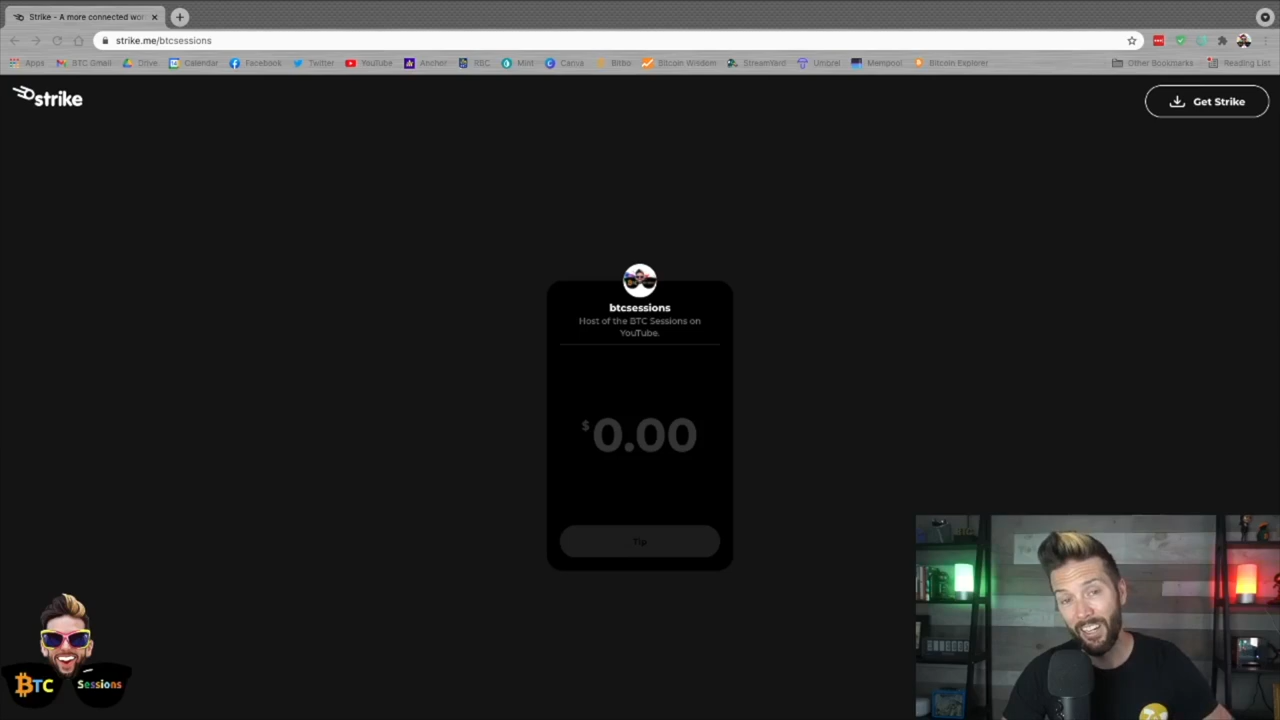 Strike - A more connected wor
strike.me/btcsessions
Apps BTC Gmail Drive Calendar Facebook Twitter YouTube Anchor RBC Mint Canva Bitbo Bitcoin Wisdom StreamYard Umbrel Mempool Bitcoin Explorer Other Bookmarks Reading List
strike
Get Strike
btcsessions
Host of the BTC Sessions on
YouTube.
$0.00
Tip
BTC Sessions